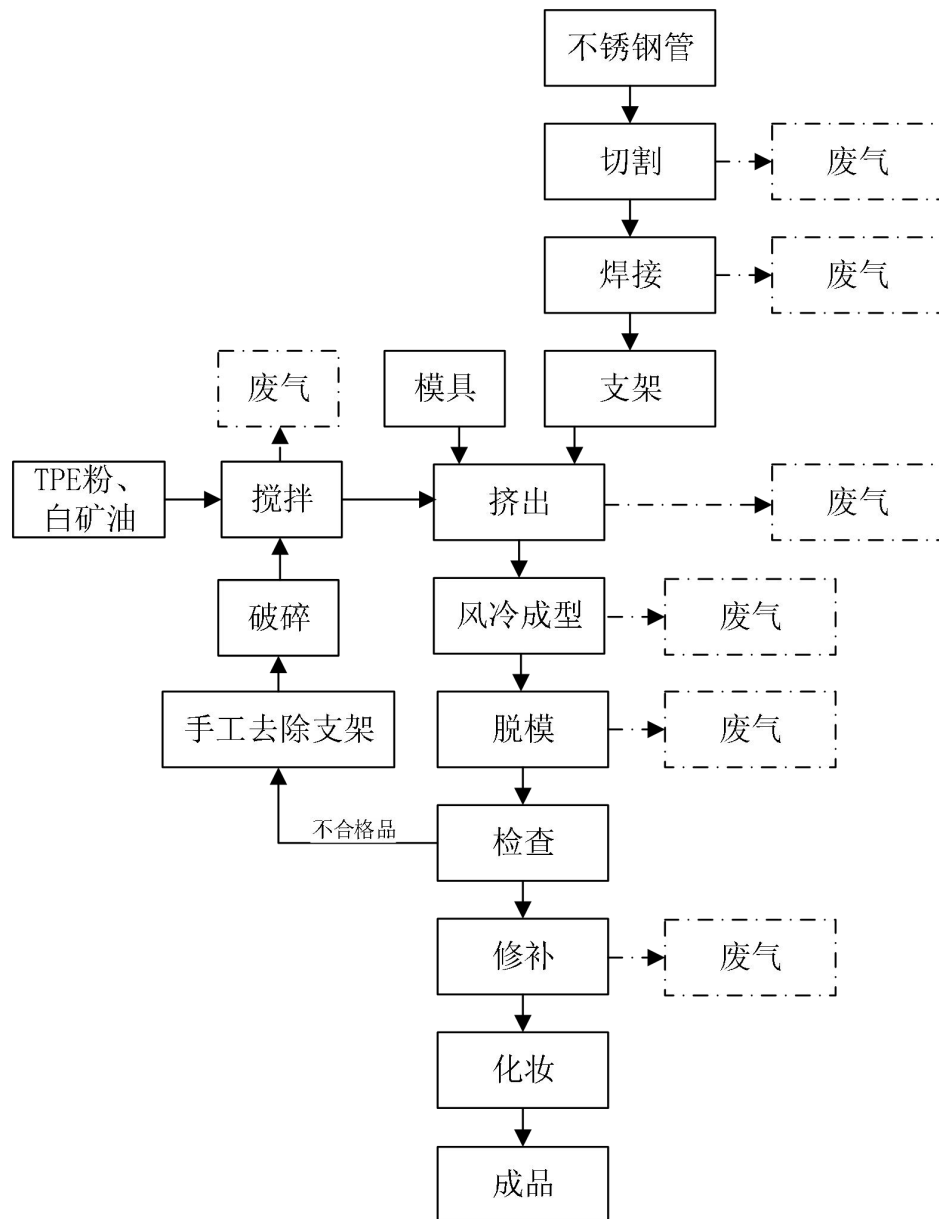 不锈钢管
切割
废气
焊接
废气
废气
模具
支架
TPE粉、
白矿油
搅拌
挤出
废气
破碎
风冷成型
废气
手工去除支架
脱模
废气
不合格品
检查
修补
废气
化妆
成品